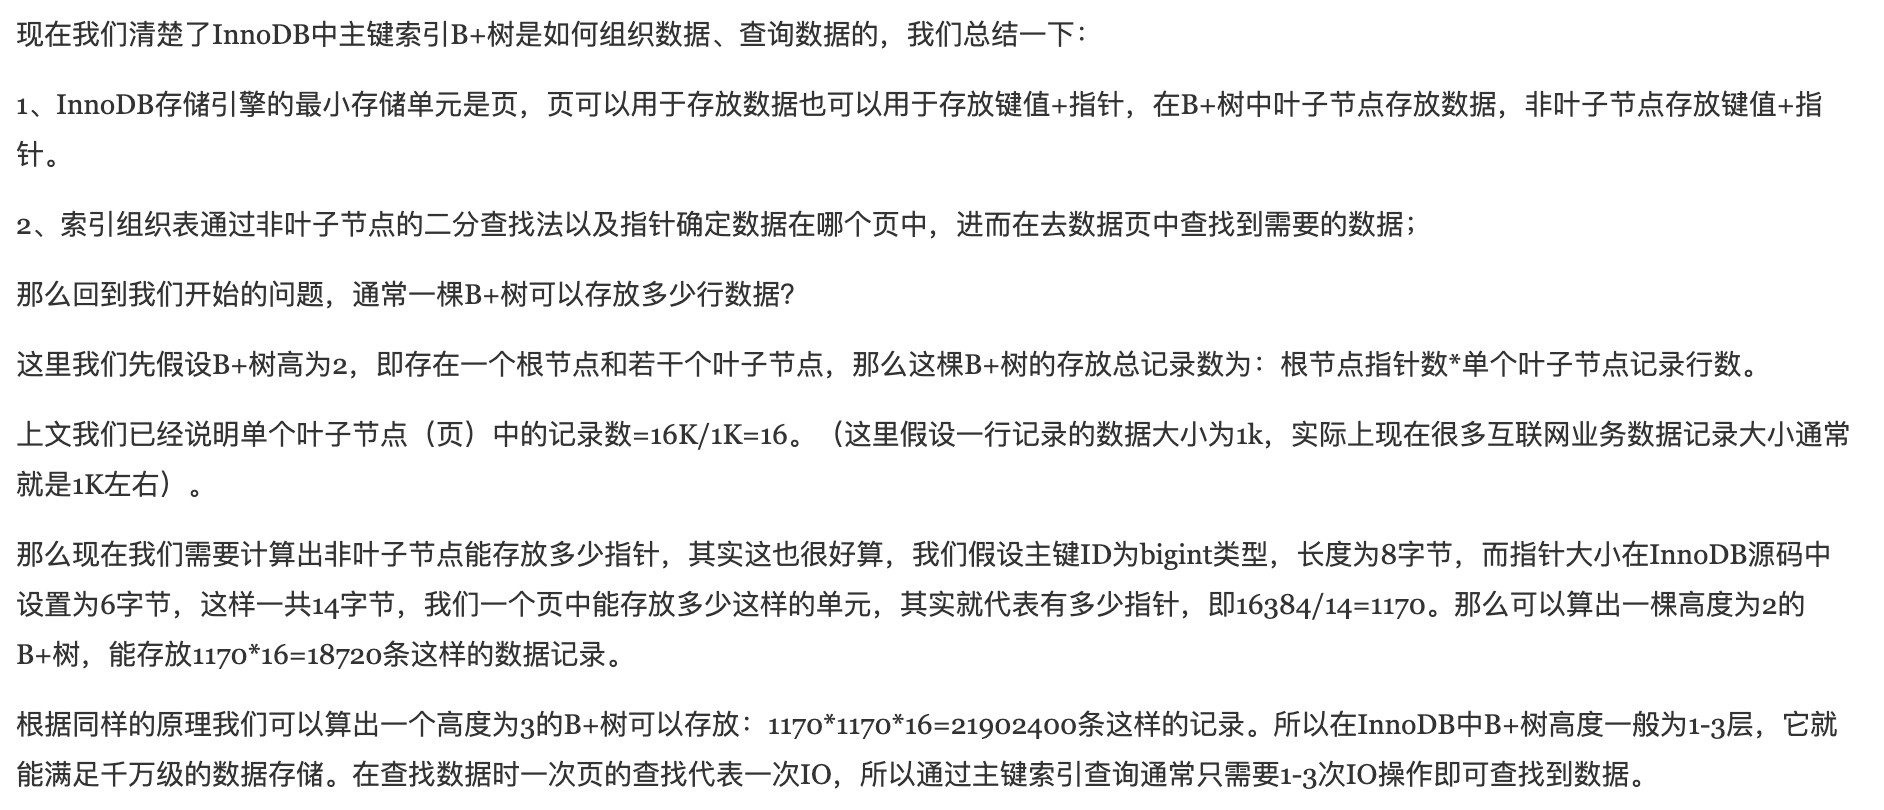 现在我们清楚了InnoDB中主键索引B+树是如何组织数据、查询数据的，我们总结一下：
1、InnoDB存储引擎的最小存储单元是页，页可以用于存放数据也可以用于存放键值+指针，在B+树中叶子节点存放数据，非叶子节点存放键值+指
针。
2、索引组织表通过非叶子节点的二分查找法以及指针确定数据在哪个页中，进而在去数据页中查找到需要的数据；
那么回到我们开始的问题，通常一棵B+树可以存放多少行数据？
这里我们先假设B+树高为2，即存在一个根节点和若干个叶子节点，那么这棵B+树的存放总记录数为：根节点指针数*单个叶子节点记录行数。
上文我们已经说明单个叶子节点（页）中的记录数=16K/1K=16。（这里假设一行记录的数据大小为1k，实际上现在很多互联网业务数据记录大小通常
就是1K左右）。
那么现在我们需要计算出非叶子节点能存放多少指针，其实这也很好算，我们假设主键ID为bigint类型，长度为8字节，而指针大小在InnoDB源码中
设置为6字节，这样一共14字节，我们一个页中能存放多少这样的单元，其实就代表有多少指针，即16384/14=1170。那么可以算出一棵高度为2的
B+树，能存放1170*16=18720条这样的数据记录。
根据同样的原理我们可以算出一个高度为3的B+树可以存放：1170*1170*16=21902400条这样的记录。所以在InnoDB中B+树高度一般为1-3层，它就
能满足千万级的数据存储。在查找数据时一次页的查找代表一次IO，所以通过主键索引查询通常只需要1-3次IO操作即可查找到数据。